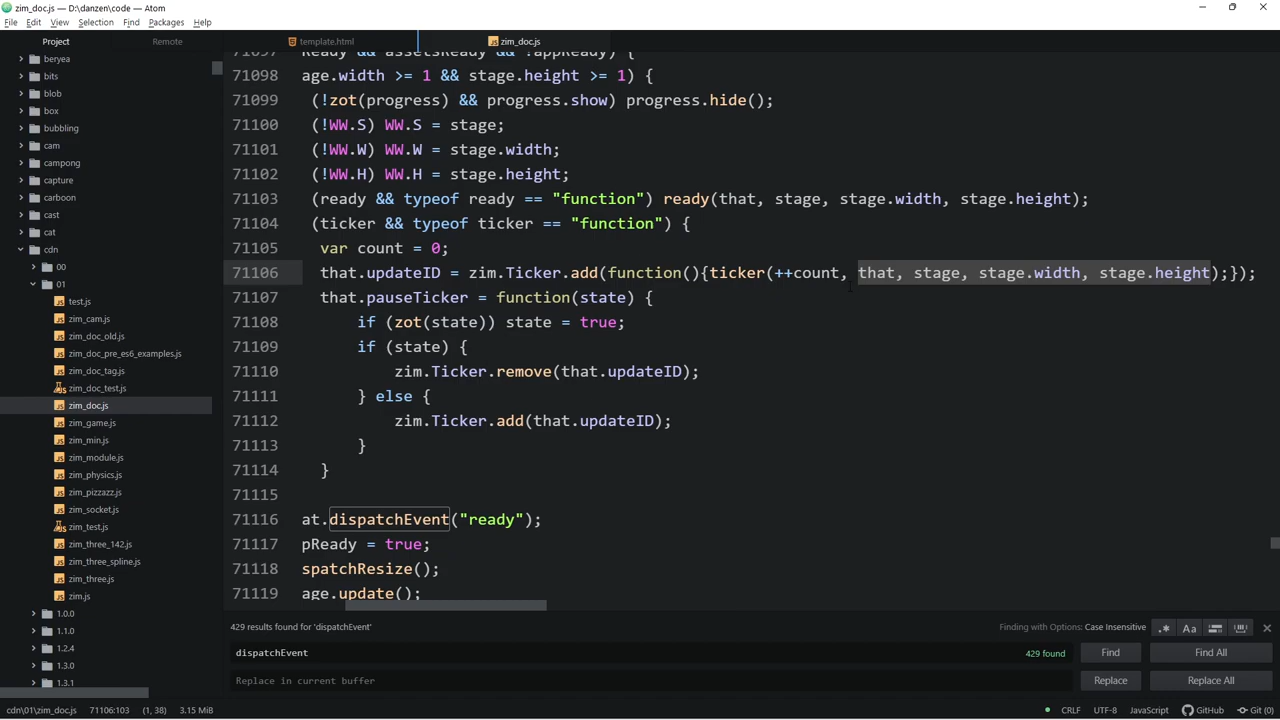 zim_doc.js — D:\danzen\code — Atom
File Edit View Selection Find Packages Help
Project Remote
template.html zim_doc.js
beryea
bits
blob
box
bubbling
cam
campong
capture
carboon
cast
cat
cdn
00
01
test.js
zim_cam.js
zim_doc_old.js
zim_doc_pre_es6_examples.js
zim_doc_tag.js
zim_doc_test.js
zim_doc.js
zim_game.js
zim_min.js
zim_module.js
zim_physics.js
zim_pizzazz.js
zim_socket.js
zim_test.js
zim_three_142.js
zim_three_spline.js
zim_three.js
zim.js
1.0.0
1.1.0
1.2.4
1.3.0
1.3.1
71097 Ready && assetsReady && !appReady) {
71098 age.width >= 1 && stage.height >= 1) {
71099 (!zot(progress) && progress.show) progress.hide();
71100 (!WW.S) WW.S = stage;
71101 (!WW.W) WW.W = stage.width;
71102 (!WW.H) WW.H = stage.height;
71103 (ready && typeof ready == "function") ready(that, stage, stage.width, stage.height);
71104 (ticker && typeof ticker == "function") {
71105 var count = 0;
71106 that.updateID = zim.Ticker.add(function(){ticker(++count, that, stage, stage.width, stage.height);});
71107 that.pauseTicker = function(state) {
71108 if (zot(state)) state = true;
71109 if (state) {
71110 zim.Ticker.remove(that.updateID);
71111 } else {
71112 zim.Ticker.add(that.updateID);
71113 }
71114 }
71115
71116 at.dispatchEvent("ready");
71117 pReady = true;
71118 spatchResize();
71119 age.update();
429 results found for 'dispatchEvent' Finding with Options: Case Insensitive .* Aa
dispatchEvent 429 found Find Find All
Replace in current buffer Replace Replace All
cdn\01\zim_doc.js 71106:103 (1, 38) 3.15 MiB CRLF UTF-8 JavaScript GitHub Git (0)